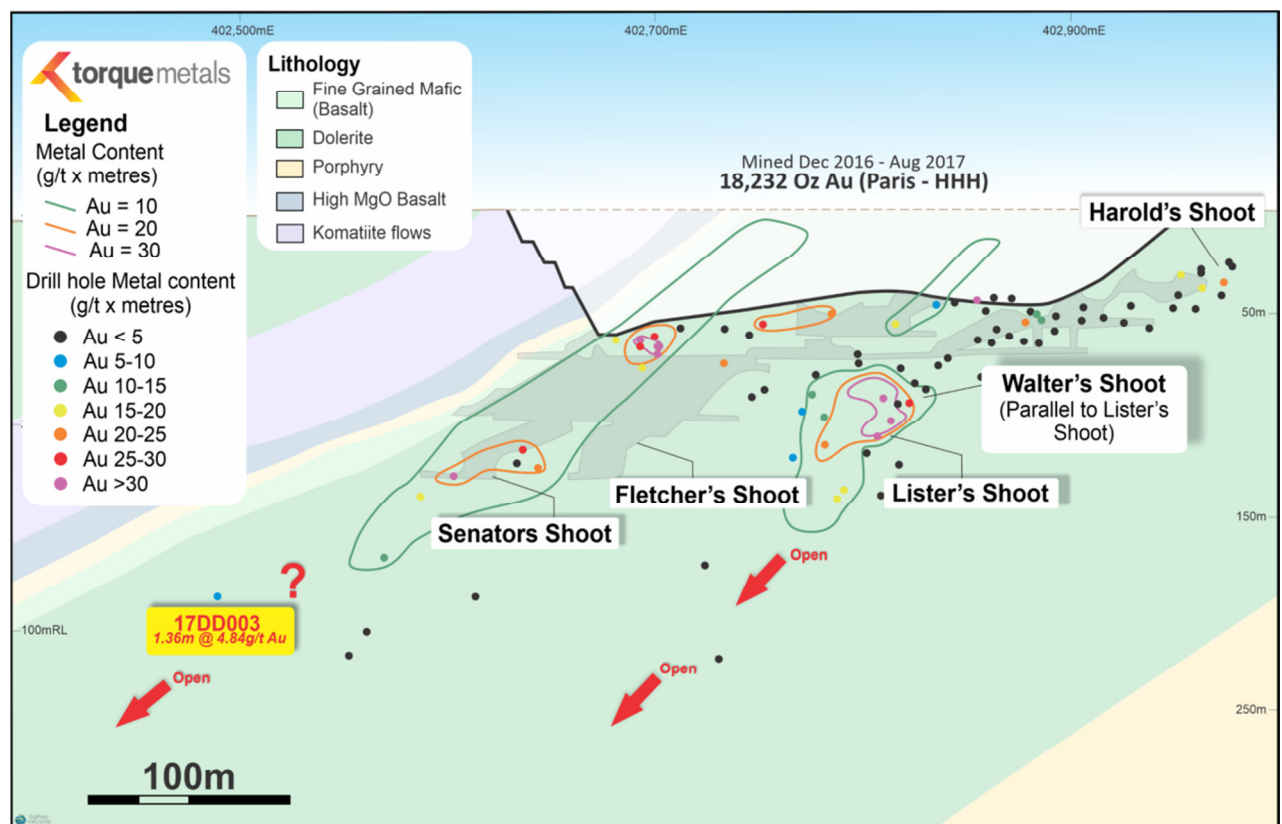 402,500mE
402,700mE
402,900mE
torquemetals
Legend
Metal Content
(g/t x metres)
Au = 10
Au = 20
Au = 30
Drill hole Metal content
(g/t x metres)
Au < 5
Au 5-10
Au 10-15
Au 15-20
Au 20-25
Au 25-30
Au >30
Lithology
Fine Grained Mafic
(Basalt)
Dolerite
Porphyry
High MgO Basalt
Komatiite flows
Mined Dec 2016 - Aug 2017
18,232 Oz Au (Paris - HHH)
Harold's Shoot
50m
Walter's Shoot
(Parallel to Lister's
Shoot)
Fletcher's Shoot
Lister's Shoot
Senators Shoot
150m
Open
?
17DD003
1.36m @ 4.84g/t Au
100mRL
Open
Open
250m
100m